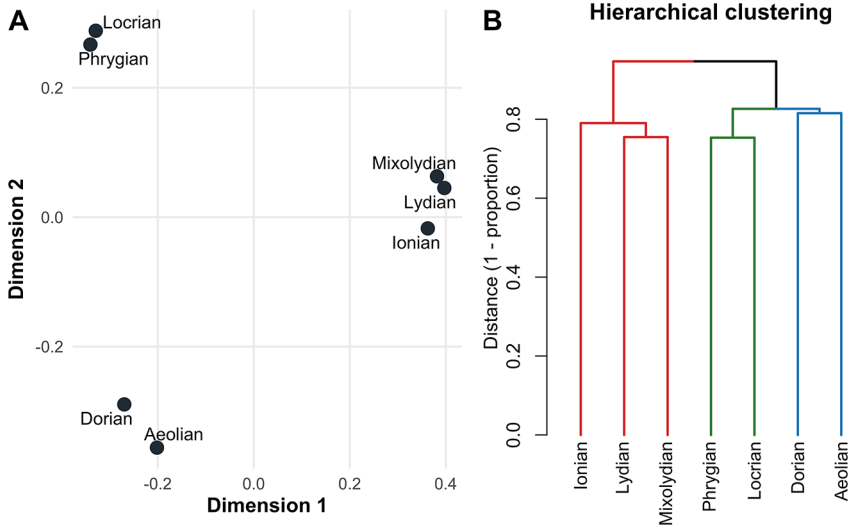 A
Locrian
Phrygian
Mixolydian
Lydian
Ionian
Dorian
Aeolian
0.2
0.0
-0.2
-0.2
0.0
0.2
0.4
Dimension 1
Dimension 2
B
Hierarchical clustering
Distance (1 - proportion)
0.8
0.6
0.4
0.2
0.0
Ionian
Lydian
Mixolydian
Phrygian
Locrian
Dorian
Aeolian